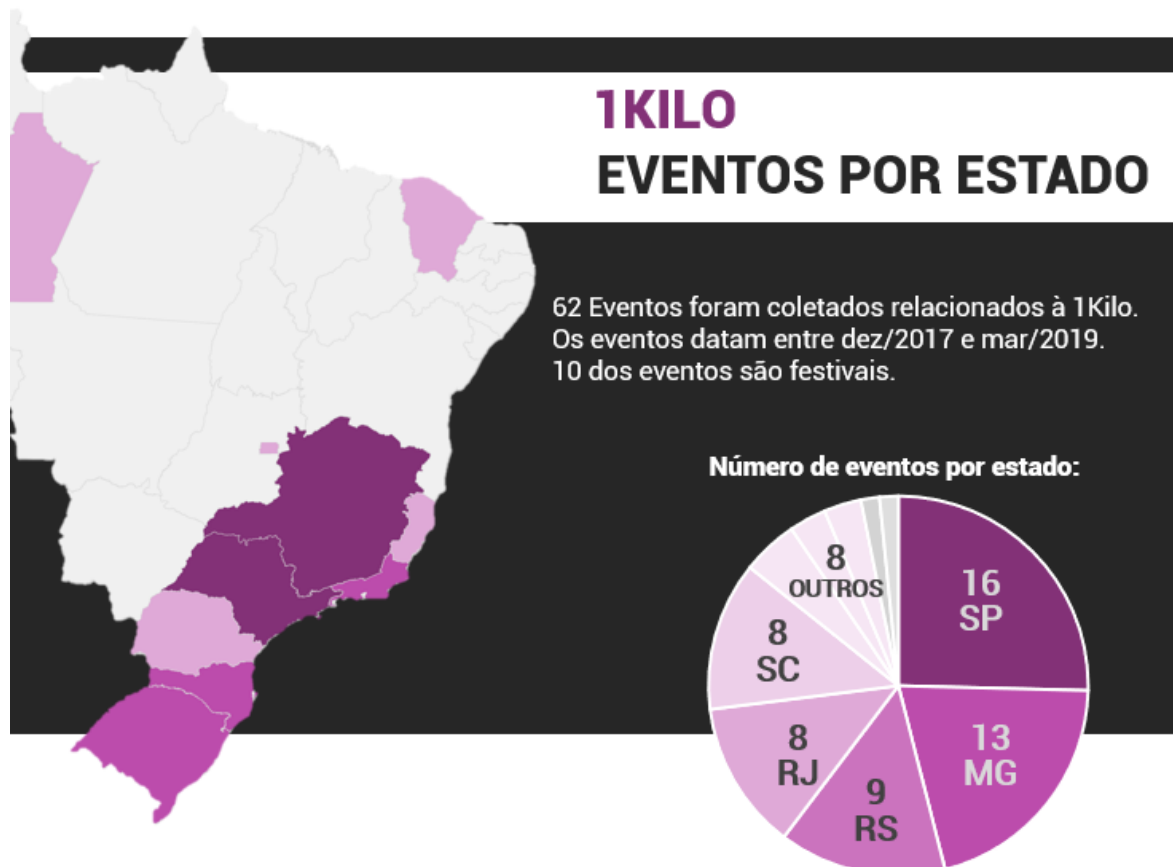 1KILO
EVENTOS POR ESTADO
62 Eventos foram coletados relacionados à 1Kilo.
Os eventos datam entre dez/2017 e mar/2019.
10 dos eventos são festivais.
Número de eventos por estado:
8
OUTROS
16
SP
8
SC
8
RJ
13
MG
9
RS